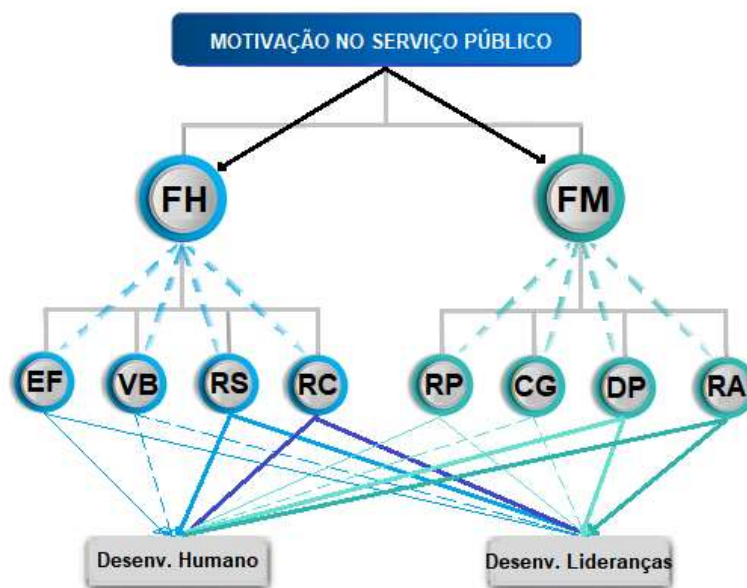 MOTIVAÇÃO NO SERVIÇO PÚBLICO
FH
FM
EF
VB
RS
RC
RP
CG
DP
RA
Desenv. Humano
Desenv. Lideranças